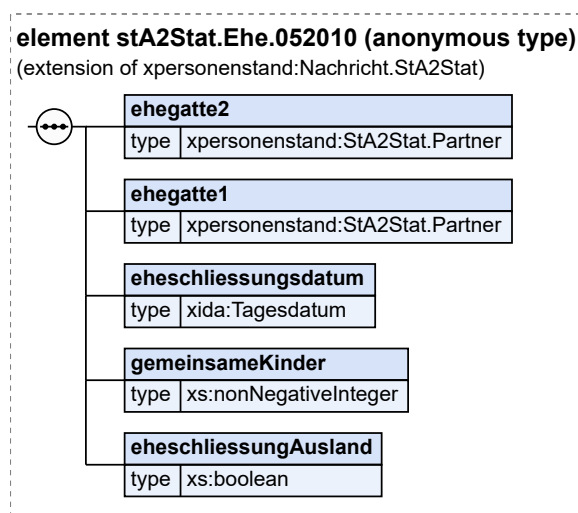 element stA2Stat.Ehe.052010 (anonymous type)
(extension of xpersonenstand:Nachricht.StA2Stat)
ehegatte2
type xpersonenstand:StA2Stat.Partner
ehegatte1
type xpersonenstand:StA2Stat.Partner
eheschliessungsdatum
type xida:Tagesdatum
gemeinsameKinder
type xs:nonNegativeInteger
eheschliessungAusland
type xs:boolean